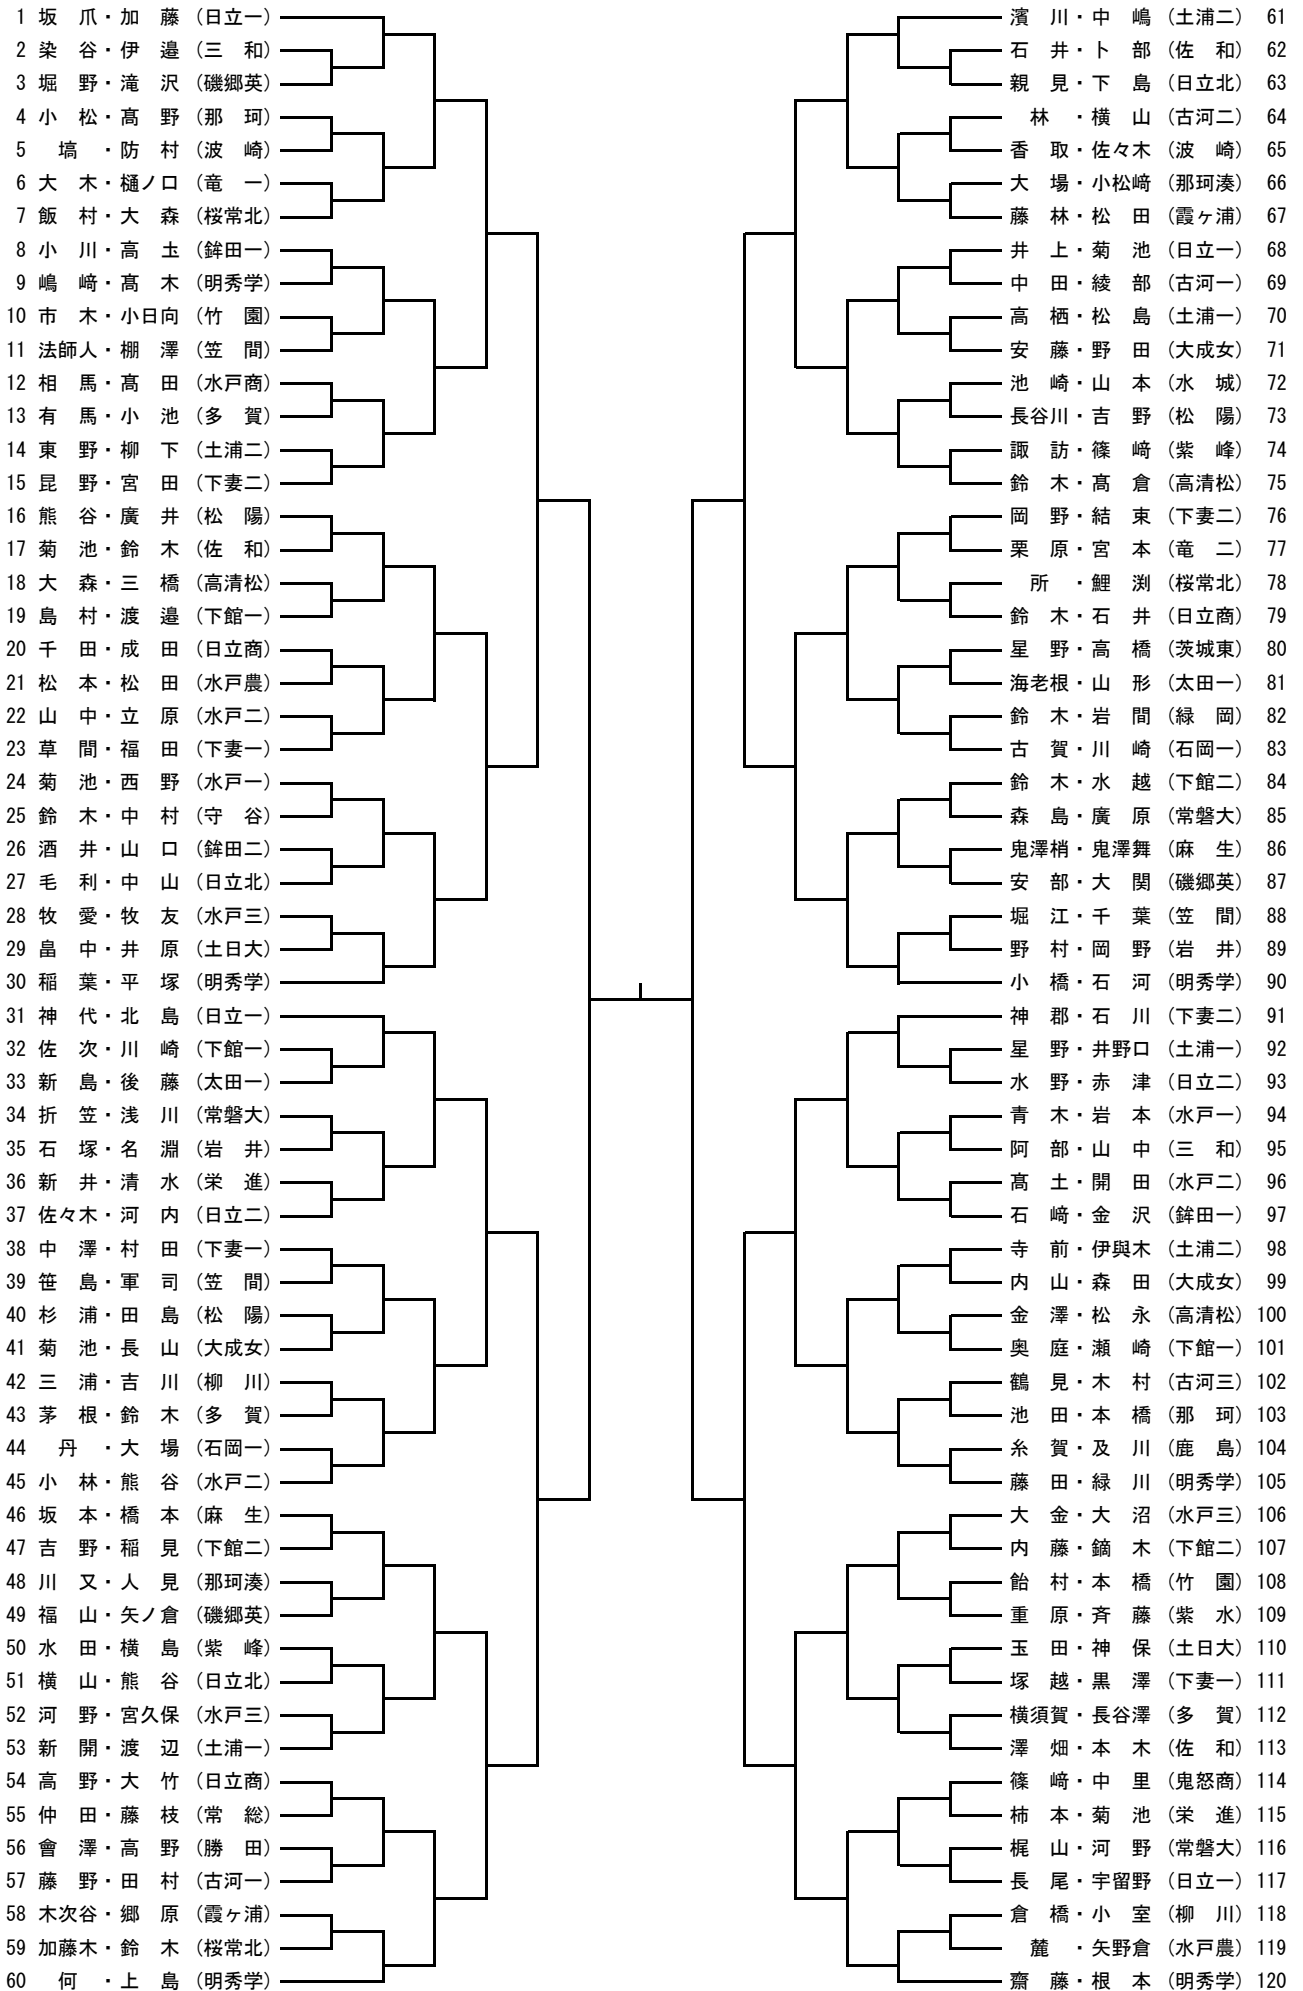 1 坂　爪・加　藤 (日立一)
2 染　谷・伊　邉 (三　和)
3 堀　野・滝　沢 (磯郷英)
4 小　松・髙　野 (那　珂)
5 塙　・防　村 (波　崎)
6 大　木・樋ノ口 (竜　一)
7 飯　村・大　森 (桜常北)
8 小　川・高　圡 (鉾田一)
9 嶋　﨑・髙　木 (明秀学)
10 市　木・小日向 (竹　園)
11 法師人・棚　澤 (笠　間)
12 相　馬・髙　田 (水戸商)
13 有　馬・小　池 (多　賀)
14 東　野・柳　下 (土浦二)
15 昆　野・宮　田 (下妻二)
16 熊　谷・廣　井 (松　陽)
17 菊　池・鈴　木 (佐　和)
18 大　森・三　橋 (高清松)
19 島　村・渡　邉 (下館一)
20 千　田・成　田 (日立商)
21 松　本・松　田 (水戸農)
22 山　中・立　原 (水戸二)
23 草　間・福　田 (下妻一)
24 菊　池・西　野 (水戸一)
25 鈴　木・中　村 (守　谷)
26 酒　井・山　口 (鉾田二)
27 毛　利・中　山 (日立北)
28 牧　愛・牧　友 (水戸三)
29 畠　中・井　原 (土日大)
30 稲　葉・平　塚 (明秀学)
31 神　代・北　島 (日立一)
32 佐　次・川　崎 (下館一)
33 新　島・後　藤 (太田一)
34 折　笠・浅　川 (常磐大)
35 石　塚・名　淵 (岩　井)
36 新　井・清　水 (栄　進)
37 佐々木・河　内 (日立二)
38 中　澤・村　田 (下妻一)
39 笹　島・軍　司 (笠　間)
40 杉　浦・田　島 (松　陽)
41 菊　池・長　山 (大成女)
42 三　浦・吉　川 (柳　川)
43 茅　根・鈴　木 (多　賀)
44 丹　・大　場 (石岡一)
45 小　林・熊　谷 (水戸二)
46 坂　本・橋　本 (麻　生)
47 吉　野・稲　見 (下館二)
48 川　又・人　見 (那珂湊)
49 福　山・矢ノ倉 (磯郷英)
50 水　田・横　島 (紫　峰)
51 横　山・熊　谷 (日立北)
52 河　野・宮久保 (水戸三)
53 新　開・渡　辺 (土浦一)
54 高　野・大　竹 (日立商)
55 仲　田・藤　枝 (常　総)
56 會　澤・高　野 (勝　田)
57 藤　野・田　村 (古河一)
58 木次谷・郷　原 (霞ヶ浦)
59 加藤木・鈴　木 (桜常北)
60 何　・上　島 (明秀学)
濱　川・中　嶋 (土浦二) 61
石　井・卜　部 (佐　和) 62
親　見・下　島 (日立北) 63
林　・横　山 (古河二) 64
香　取・佐々木 (波　崎) 65
大　場・小松﨑 (那珂湊) 66
藤　林・松　田 (霞ヶ浦) 67
井　上・菊　池 (日立一) 68
中　田・綾　部 (古河一) 69
高　栖・松　島 (土浦一) 70
安　藤・野　田 (大成女) 71
池　崎・山　本 (水　城) 72
長谷川・吉　野 (松　陽) 73
諏　訪・篠　﨑 (紫　峰) 74
鈴　木・髙　倉 (高清松) 75
岡　野・結　束 (下妻二) 76
栗　原・宮　本 (竜　二) 77
所　・鯉　渕 (桜常北) 78
鈴　木・石　井 (日立商) 79
星　野・高　橋 (茨城東) 80
海老根・山　形 (太田一) 81
鈴　木・岩　間 (緑　岡) 82
古　賀・川　崎 (石岡一) 83
鈴　木・水　越 (下館二) 84
森　島・廣　原 (常磐大) 85
鬼澤梢・鬼澤舞 (麻　生) 86
安　部・大　関 (磯郷英) 87
堀　江・千　葉 (笠　間) 88
野　村・岡　野 (岩　井) 89
小　橋・石　河 (明秀学) 90
神　郡・石　川 (下妻二) 91
星　野・井野口 (土浦一) 92
水　野・赤　津 (日立二) 93
青　木・岩　本 (水戸一) 94
阿　部・山　中 (三　和) 95
髙　土・開　田 (水戸二) 96
石　﨑・金　沢 (鉾田一) 97
寺　前・伊與木 (土浦二) 98
内　山・森　田 (大成女) 99
金　澤・松　永 (高清松) 100
奥　庭・瀬　崎 (下館一) 101
鶴　見・木　村 (古河三) 102
池　田・本　橋 (那　珂) 103
糸　賀・及　川 (鹿　島) 104
藤　田・緑　川 (明秀学) 105
大　金・大　沼 (水戸三) 106
内　藤・鏑　木 (下館二) 107
飴　村・本　橋 (竹　園) 108
重　原・斉　藤 (紫　水) 109
玉　田・神　保 (土日大) 110
塚　越・黒　澤 (下妻一) 111
横須賀・長谷澤 (多　賀) 112
澤　畑・本　木 (佐　和) 113
篠　﨑・中　里 (鬼怒商) 114
柿　本・菊　池 (栄　進) 115
梶　山・河　野 (常磐大) 116
長　尾・宇留野 (日立一) 117
倉　橋・小　室 (柳　川) 118
麓　・矢野倉 (水戸農) 119
齋　藤・根　本 (明秀学) 120